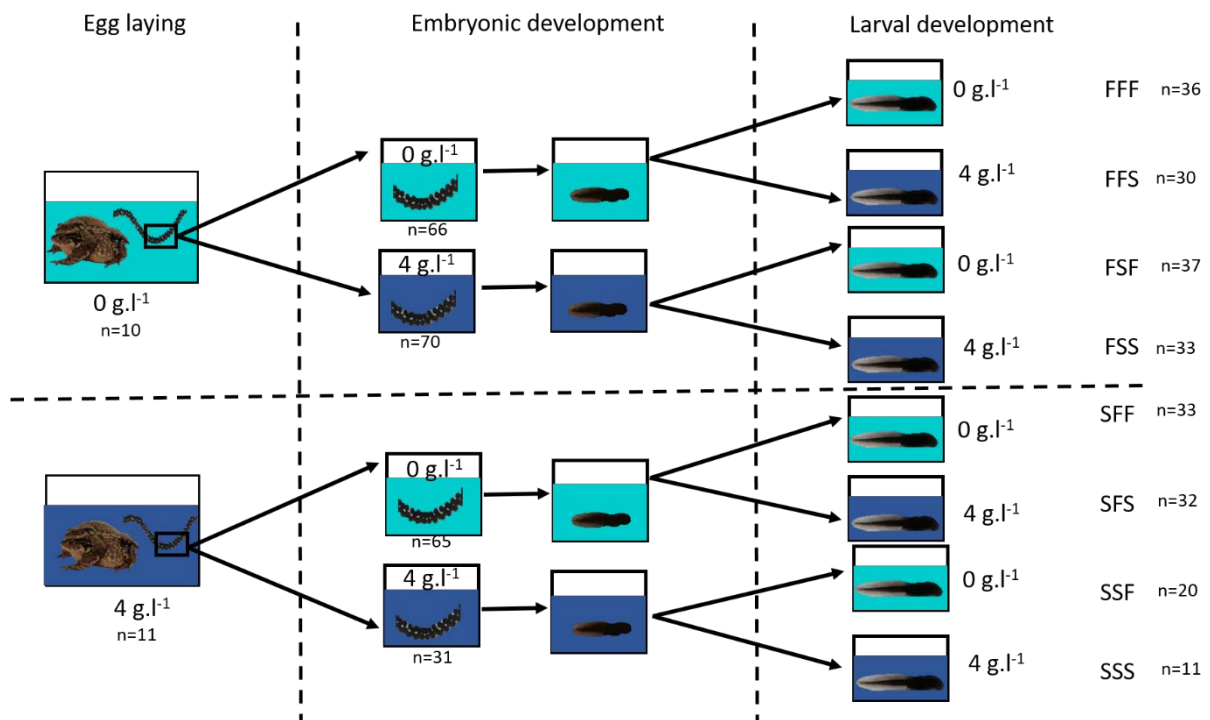 Egg laying
Embryonic development
Larval development
0 g.l⁻¹
n=10
0 g.l⁻¹
n=66
4 g.l⁻¹
n=70
0 g.l⁻¹ FFF n=36
4 g.l⁻¹ FFS n=30
0 g.l⁻¹ FSF n=37
4 g.l⁻¹ FSS n=33
4 g.l⁻¹
n=11
0 g.l⁻¹
n=65
4 g.l⁻¹
n=31
0 g.l⁻¹ SFF n=33
4 g.l⁻¹ SFS n=32
0 g.l⁻¹ SSF n=20
4 g.l⁻¹ SSS n=11